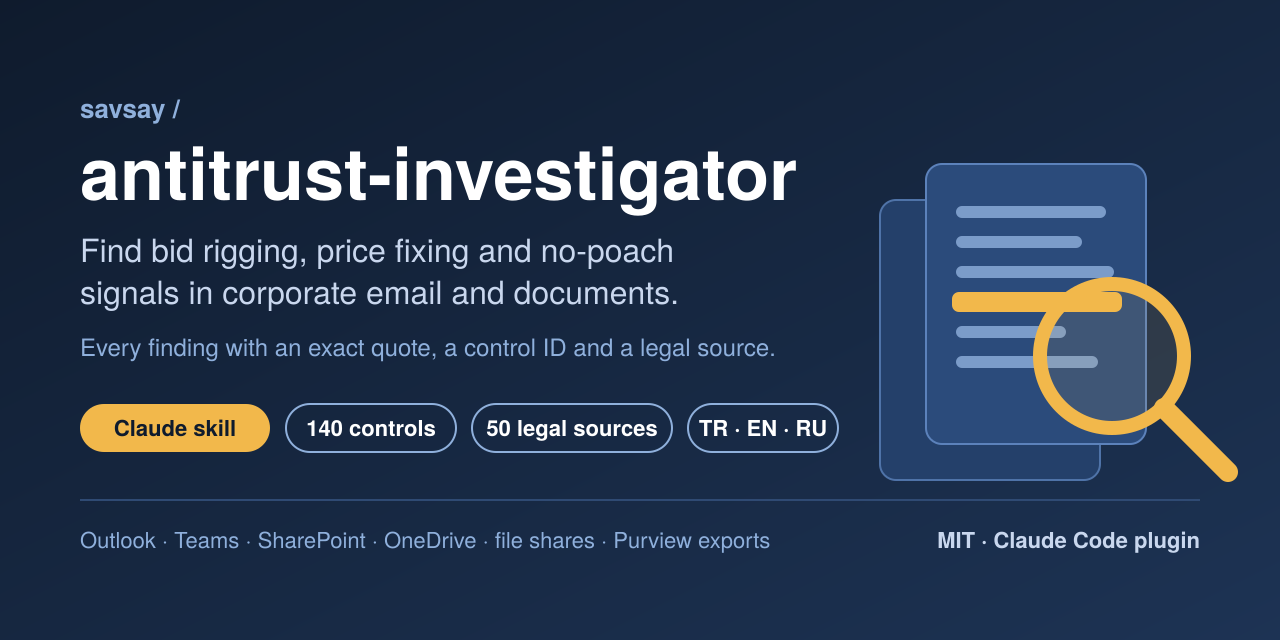 savsay /
antitrust-investigator
Find bid rigging, price fixing and no-poach
signals in corporate email and documents.
Every finding with an exact quote, a control ID and a legal source.
Claude skill
140 controls
50 legal sources
TR · EN · RU
Outlook · Teams · SharePoint · OneDrive · file shares · Purview exports
MIT · Claude Code plugin